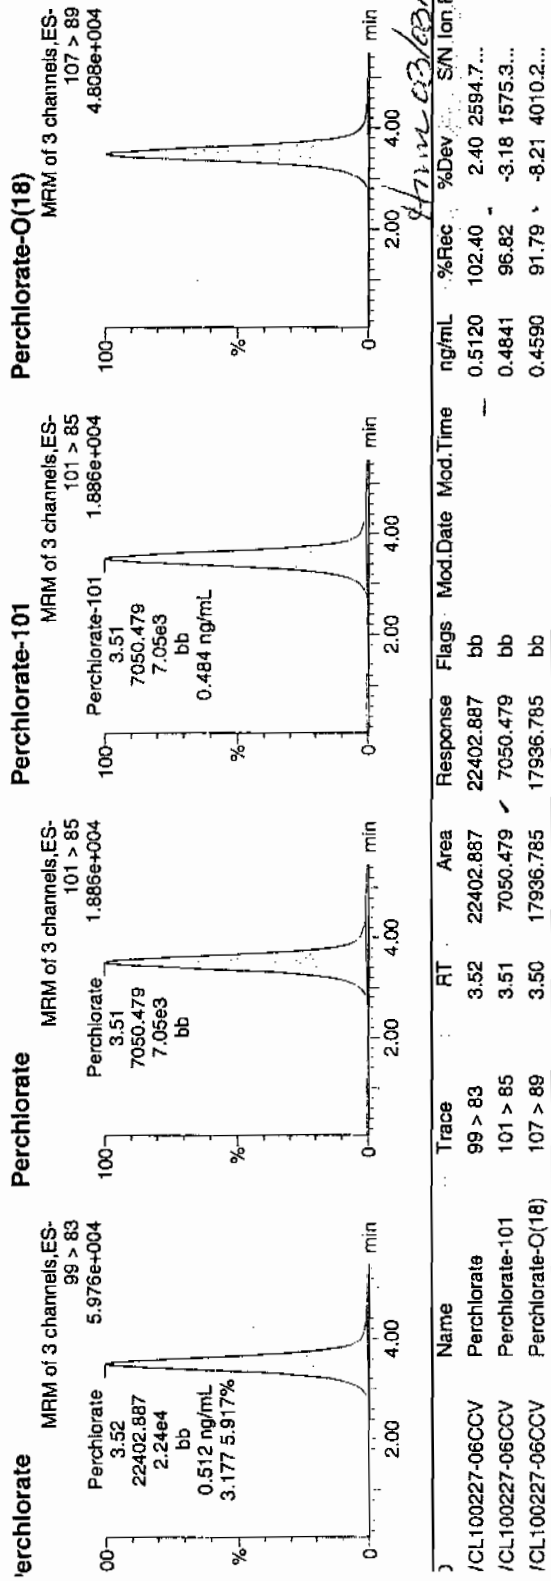 'erchlorate
MRM of 3 channels,ES-
99 > 83
5.976e+004
00
Perchlorate
3.52
22402.887
2.24e4
bb
0.512 ng/mL
3.177 5.917%
%
0
2.00
4.00
min
Perchlorate
MRM of 3 channels,ES-
101 > 85
1.886e+004
100
Perchlorate
3.51
7050.479
7.05e3
bb
%
0
2.00
4.00
min
Perchlorate-101
MRM of 3 channels,ES-
101 > 85
1.886e+004
100
Perchlorate-101
3.51
7050.479
7.05e3
bb
0.484 ng/mL
%
0
2.00
4.00
min
Perchlorate-O(18)
MRM of 3 channels,ES-
107 > 89
4.808e+004
100
%
0
2.00
4.00
min
Name Trace RT Area Response Flags Mod.Date Mod.Time ng/mL %Rec %Dev S/N Ion
/CL100227-06CCV Perchlorate 99 > 83 3.52 22402.887 22402.887 bb 0.5120 102.40 2.40 2594.7...
/CL100227-06CCV Perchlorate-101 101 > 85 3.51 7050.479 7050.479 bb 0.4841 96.82 -3.18 1575.3...
/CL100227-06CCV Perchlorate-O(18) 107 > 89 3.50 17936.785 17936.785 bb 0.4590 91.79 -8.21 4010.2...